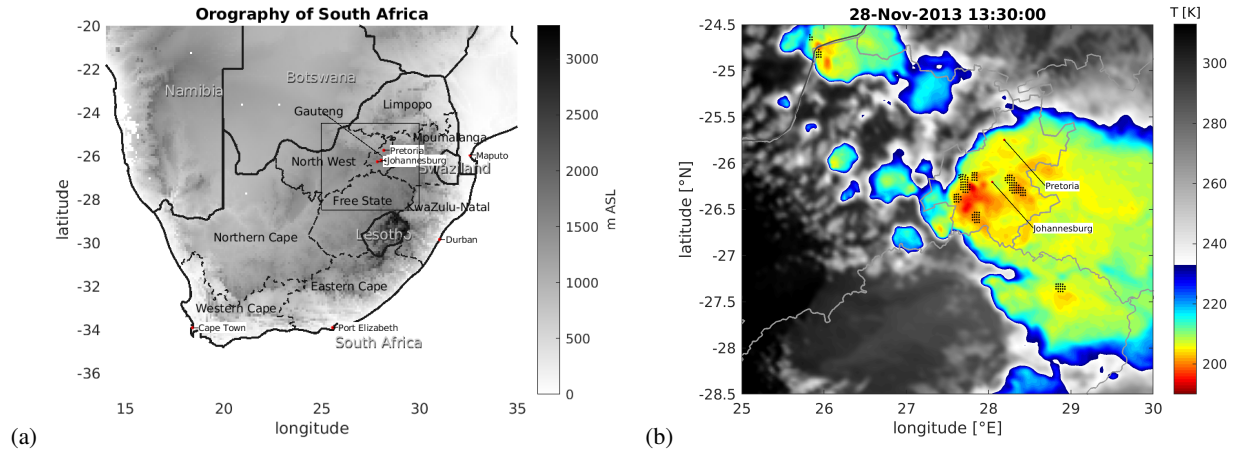 Orography of South Africa
-20
-22
-24
-26
-28
-30
-32
-34
-36
latitude
15
20
25
30
35
longitude
Namibia
Botswana
Limpopo
Gauteng
Mpumalanga
Pretoria
Johannesburg
Maputo
North West
Swaziland
Free State
KwaZulu-Natal
Northern Cape
Lesotho
Durban
Eastern Cape
Western Cape
Cape Town
Port Elizabeth
South Africa
3000
2500
2000
1500
1000
500
0
m ASL
(a)
28-Nov-2013 13:30:00
T [K]
-24.5
-25
-25.5
-26
-26.5
-27
-27.5
-28
-28.5
latitude [°N]
25
26
27
28
29
30
longitude [°E]
Pretoria
Johannesburg
300
280
260
240
220
200
(b)